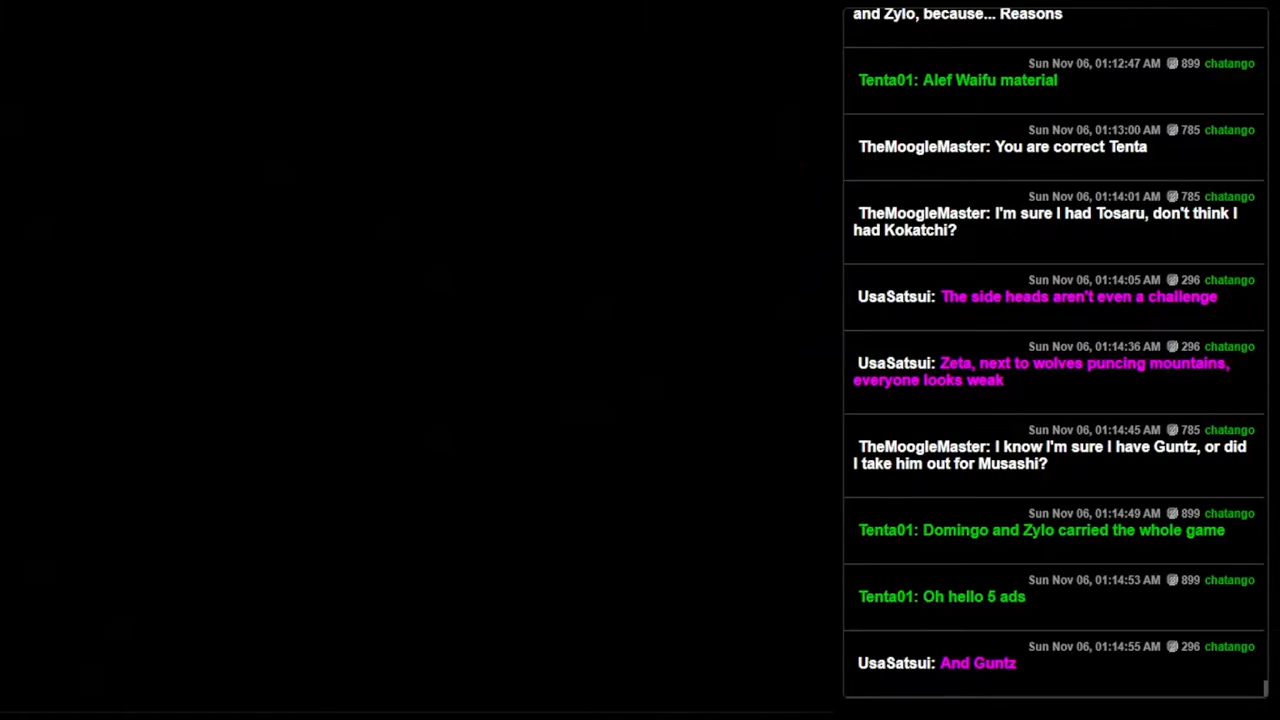 and Zylo, because... Reasons
Sun Nov 06, 01:12:47 AM 899 chatango
Tenta01: Alef Waifu material
Sun Nov 06, 01:13:00 AM 785 chatango
TheMoogleMaster: You are correct Tenta
Sun Nov 06, 01:14:01 AM 785 chatango
TheMoogleMaster: I'm sure I had Tosaru, don't think I
had Kokatchi?
Sun Nov 06, 01:14:05 AM 296 chatango
UsaSatsui: The side heads aren't even a challenge
Sun Nov 06, 01:14:36 AM 296 chatango
UsaSatsui: Zeta, next to wolves puncing mountains,
everyone looks weak
Sun Nov 06, 01:14:45 AM 785 chatango
TheMoogleMaster: I know I'm sure I have Guntz, or did
I take him out for Musashi?
Sun Nov 06, 01:14:49 AM 899 chatango
Tenta01: Domingo and Zylo carried the whole game
Sun Nov 06, 01:14:53 AM 899 chatango
Tenta01: Oh hello 5 ads
Sun Nov 06, 01:14:55 AM 296 chatango
UsaSatsui: And Guntz